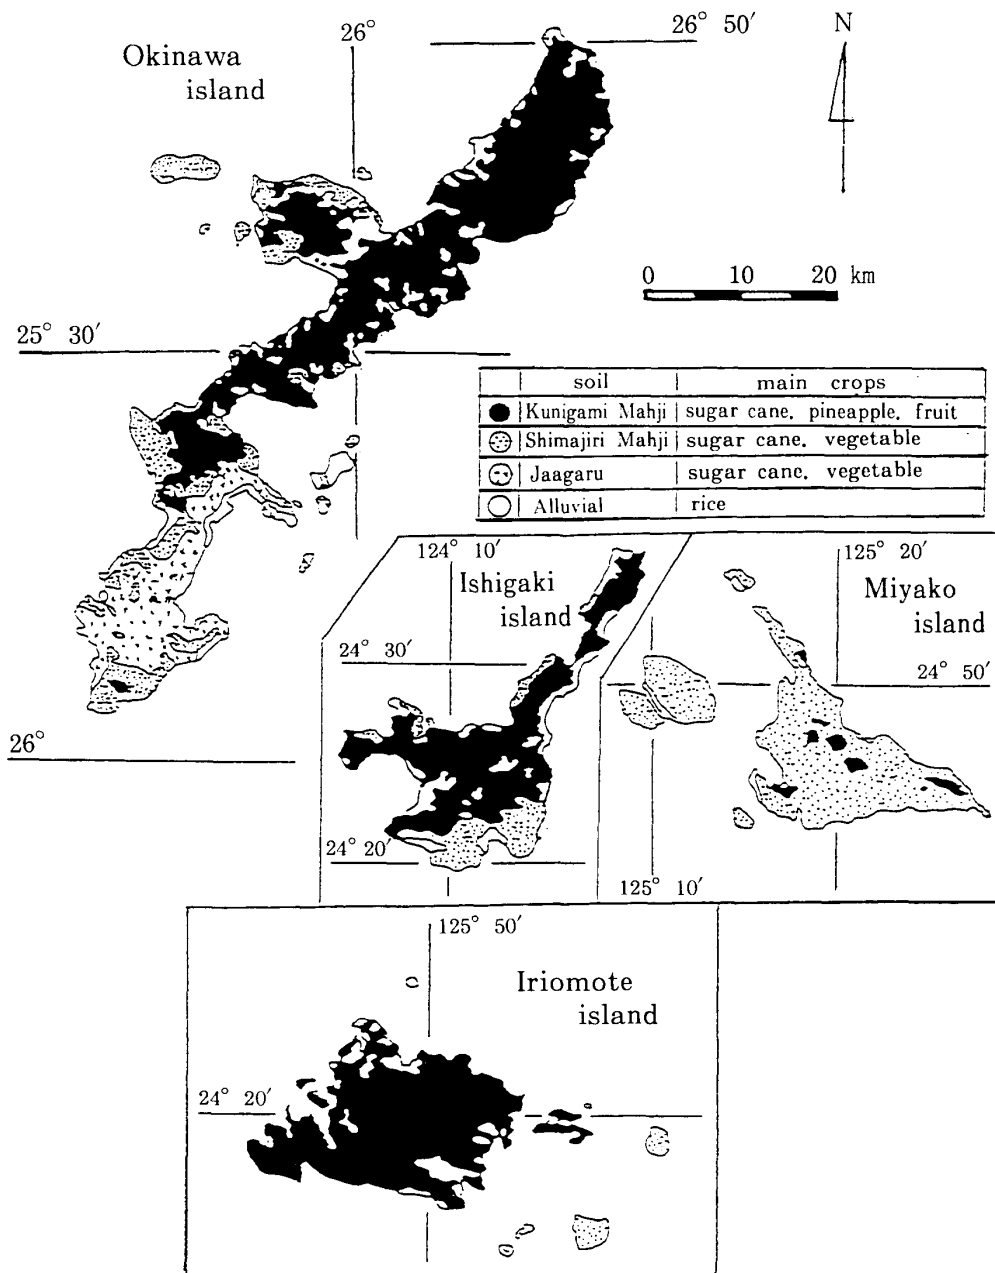 Okinawa
island
26°
26° 50′
N
0 10 20 km
25° 30′
soil main crops
Kunigami Mahji sugar cane. pineapple. fruit
Shimajiri Mahji sugar cane. vegetable
Jaagaru sugar cane. vegetable
Alluvial rice
26°
124° 10′
Ishigaki
island
24° 30′
24° 20′
125° 20′
Miyako
island
24° 50′
125° 10′
125° 50′
Iriomote
island
24° 20′